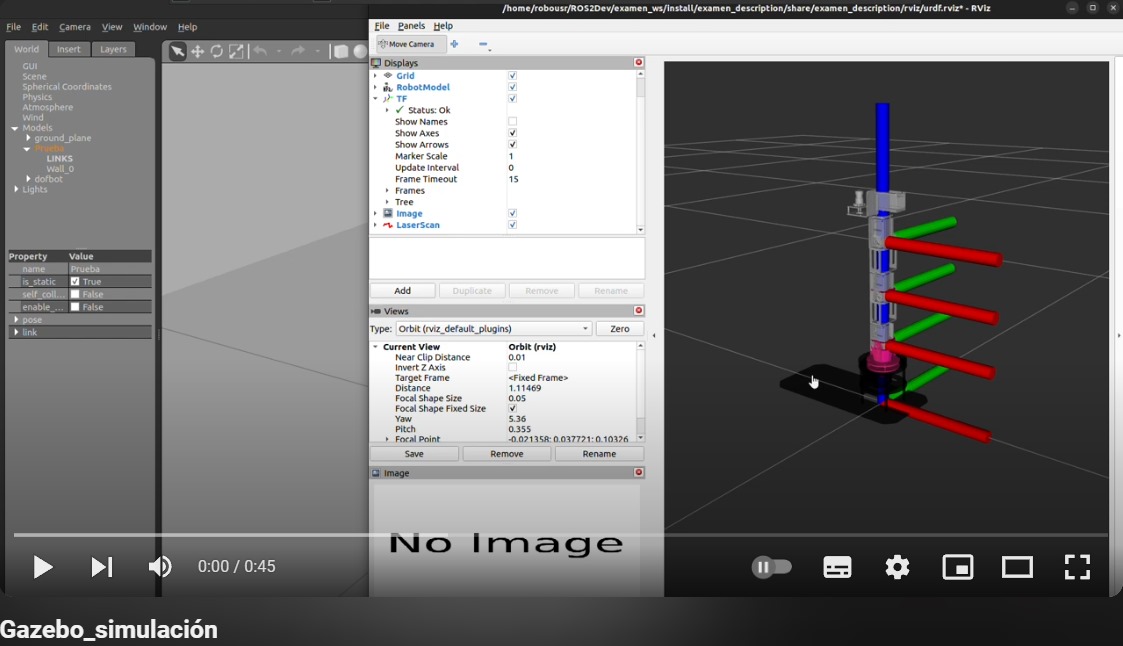 /home/robous/ROS2Dev/examen_ws/install/examen_description/share/examen_description/rviz/urdf.rviz* - RViz
File Edit Camera View Window Help
World Insert Layers
GUI
Scene
Spherical Coordinates
Physics
Atmosphere
Wind
Models
ground_plane
Prueba
LINKS
Wall_0
dofbot
Lights
Property Value
name Prueba
is_static True
self_coll... False
enable_... False
pose
link
File Panels Help
Move Camera
Displays
Grid
RobotModel
TF
Status: Ok
Show Names
Show Axes
Show Arrows
Marker Scale 1
Update Interval 0
Frame Timeout 15
Frames
Tree
Image
LaserScan
Add Duplicate Remove Rename
Views
Type: Orbit (rviz_default_plugins) Zero
Current View Orbit (rviz)
Near Clip Distance 0.01
Invert Z Axis
Target Frame <Fixed Frame>
Distance 1.11469
Focal Shape Size 0.05
Focal Shape Fixed Size
Yaw 5.36
Pitch 0.355
Focal Point -0.021358; 0.037721; 0.10326
Save Remove Rename
Image
No Image
0:00 / 0:45
Gazebo_simulación